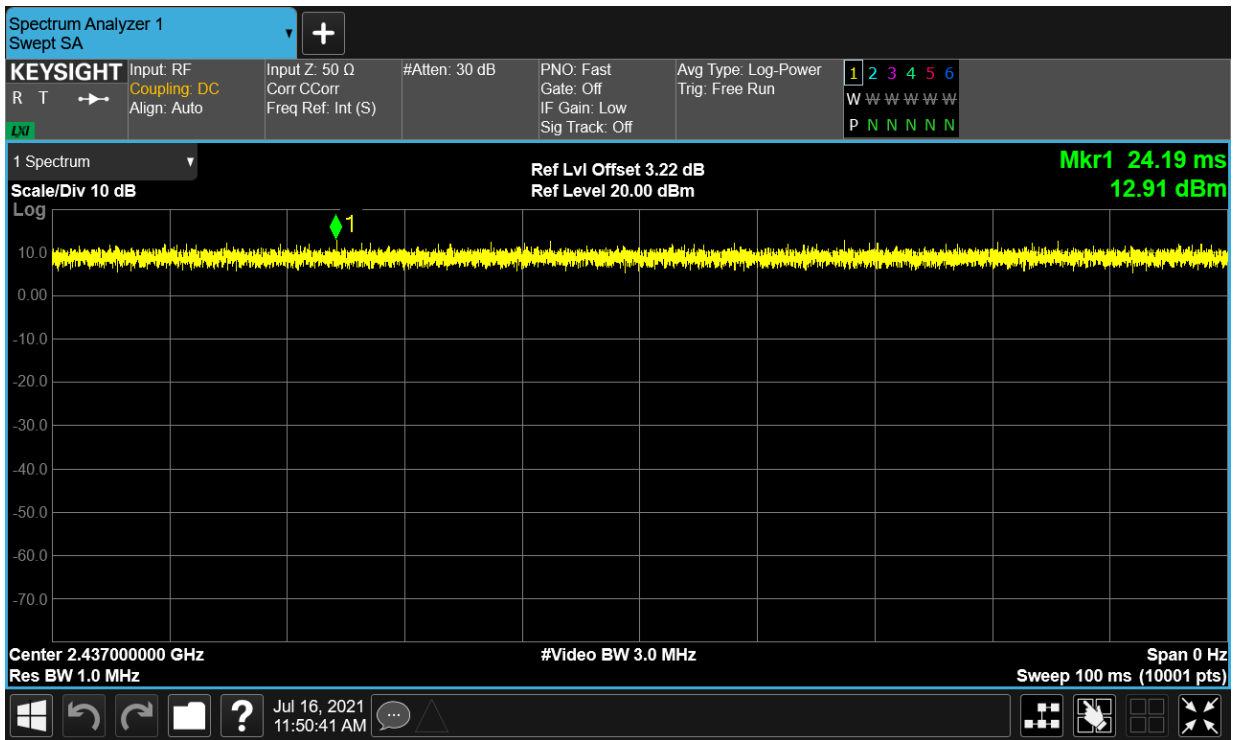 Spectrum Analyzer 1
Swept SA
KEYSIGHT
R T
LXI
Input: RF
Coupling: DC
Align: Auto
Input Z: 50 Ω
Corr CCorr
Freq Ref: Int (S)
#Atten: 30 dB
PNO: Fast
Gate: Off
IF Gain: Low
Sig Track: Off
Avg Type: Log-Power
Trig: Free Run
1 2 3 4 5 6
W W W W W W
P N N N N N
1 Spectrum
Scale/Div 10 dB
Ref Lvl Offset 3.22 dB
Ref Level 20.00 dBm
Mkr1 24.19 ms
12.91 dBm
Log
1
10.0
0.00
-10.0
-20.0
-30.0
-40.0
-50.0
-60.0
-70.0
Center 2.437000000 GHz
Res BW 1.0 MHz
#Video BW 3.0 MHz
Span 0 Hz
Sweep 100 ms (10001 pts)
?
Jul 16, 2021
11:50:41 AM